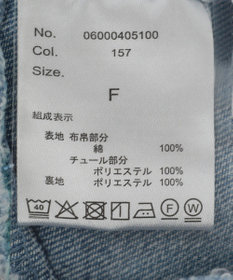 No. 06000405100
Col. 157
Size.
F
組成表示
表地 布帛部分
綿 100%
チュール部分
ポリエステル 100%
裏地 ポリエステル 100%
40 F W